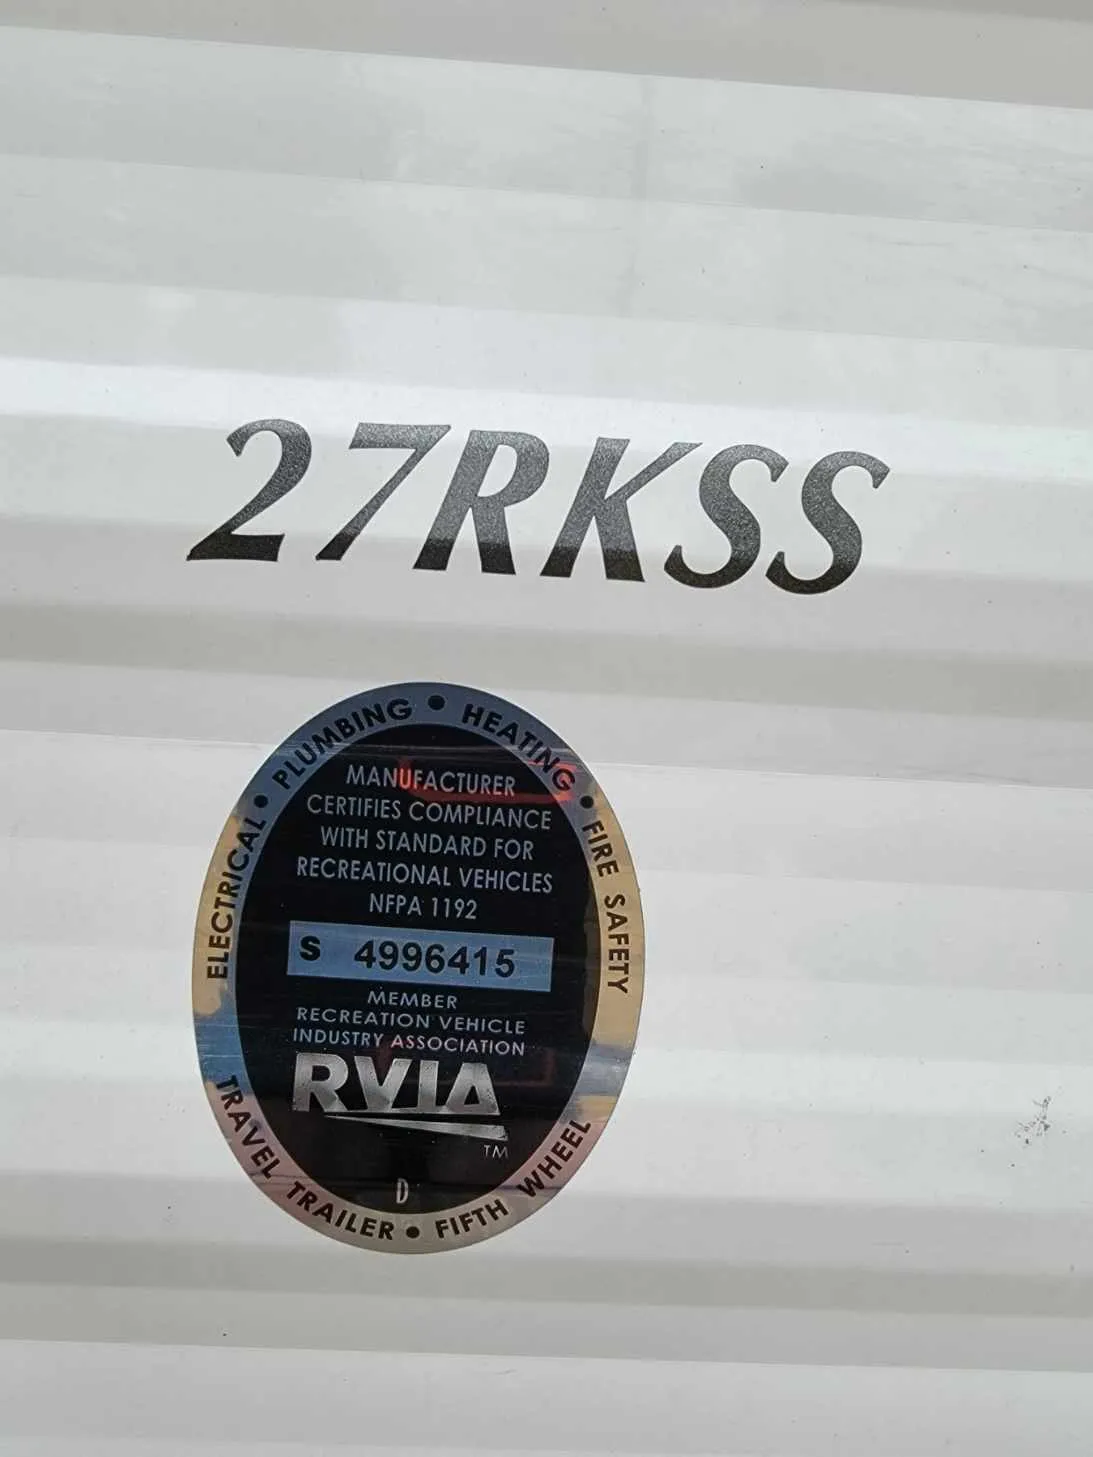 27RKSS
ELECTRICAL • PLUMBING • HEATING • FIRE SAFETY
MANUFACTURER
CERTIFIES COMPLIANCE
WITH STANDARD FOR
RECREATIONAL VEHICLES
NFPA 1192
S 4996415
MEMBER
RECREATION VEHICLE
INDUSTRY ASSOCIATION
RVIA
TM
D
TRAVEL TRAILER • FIFTH WHEEL